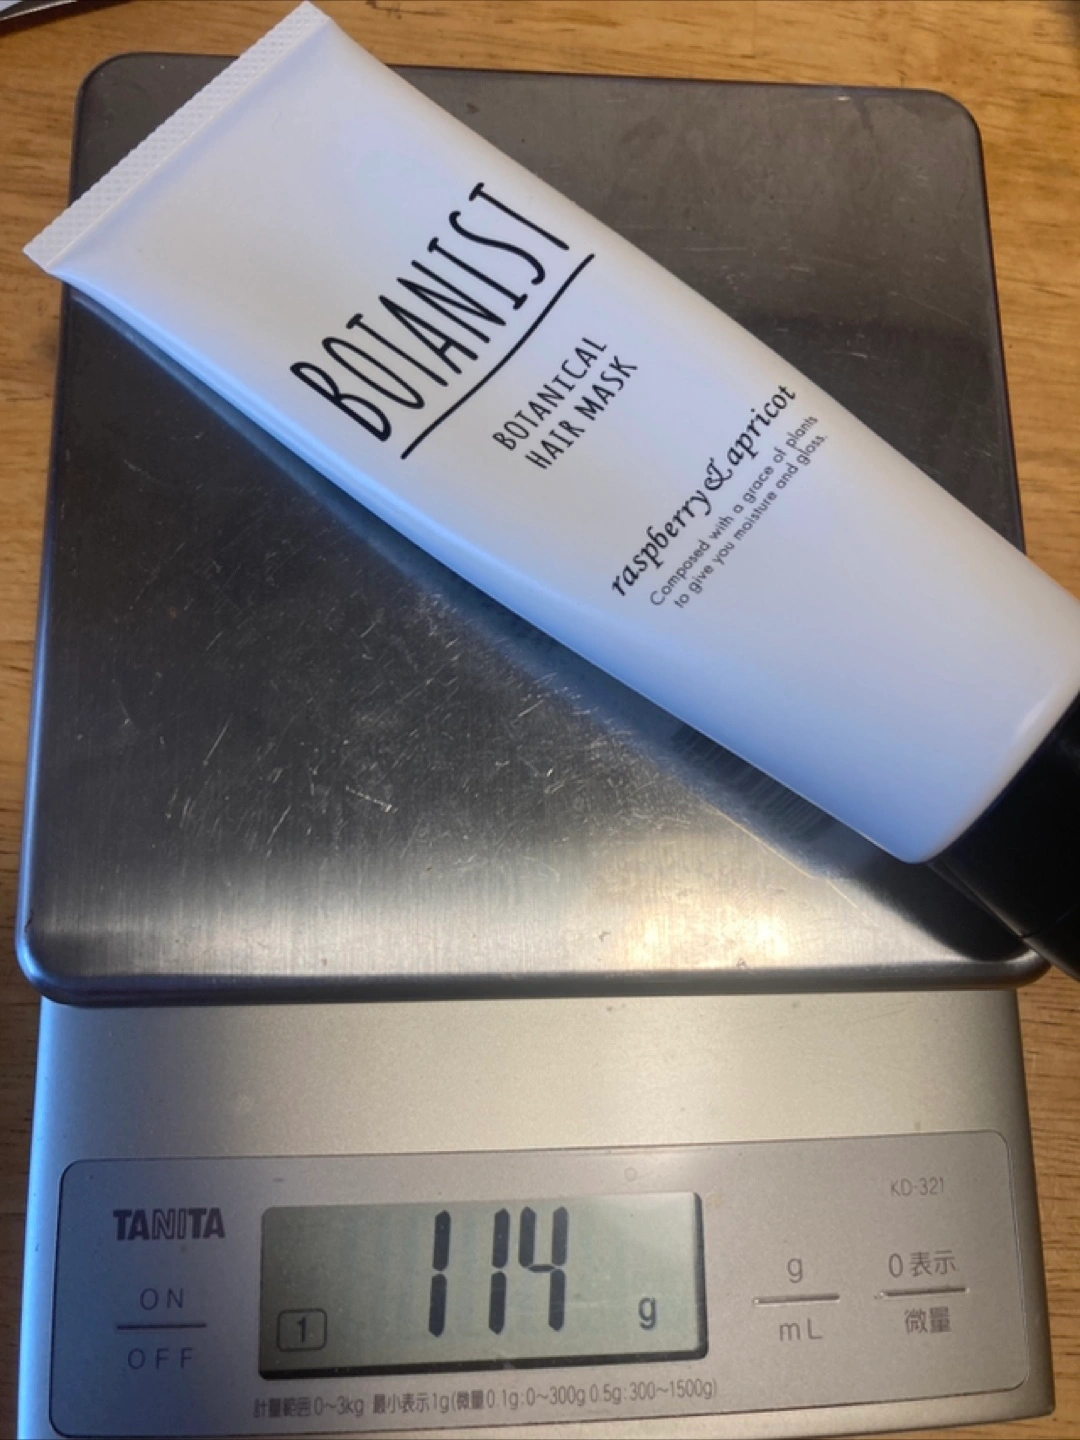 BOTANIST
BOTANICAL
HAIR MASK
raspberry & apricot
Composed with a grace of plants
to give you moisture and gloss.
KD-321
TANITA
ON
OFF
1
114 g
g
mL
0表示
微量
計量範囲0〜3kg 最小表示1g(微量0.1g:0〜300g 0.5g:300〜1500g)